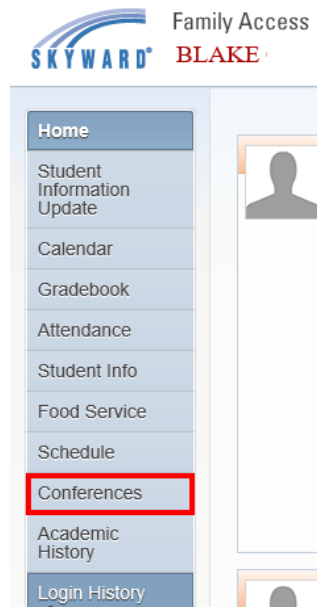 Family Access
SKYWARD®
BLAKE
Home
Student
Information
Update
Calendar
Gradebook
Attendance
Student Info
Food Service
Schedule
Conferences
Academic
History
Login History